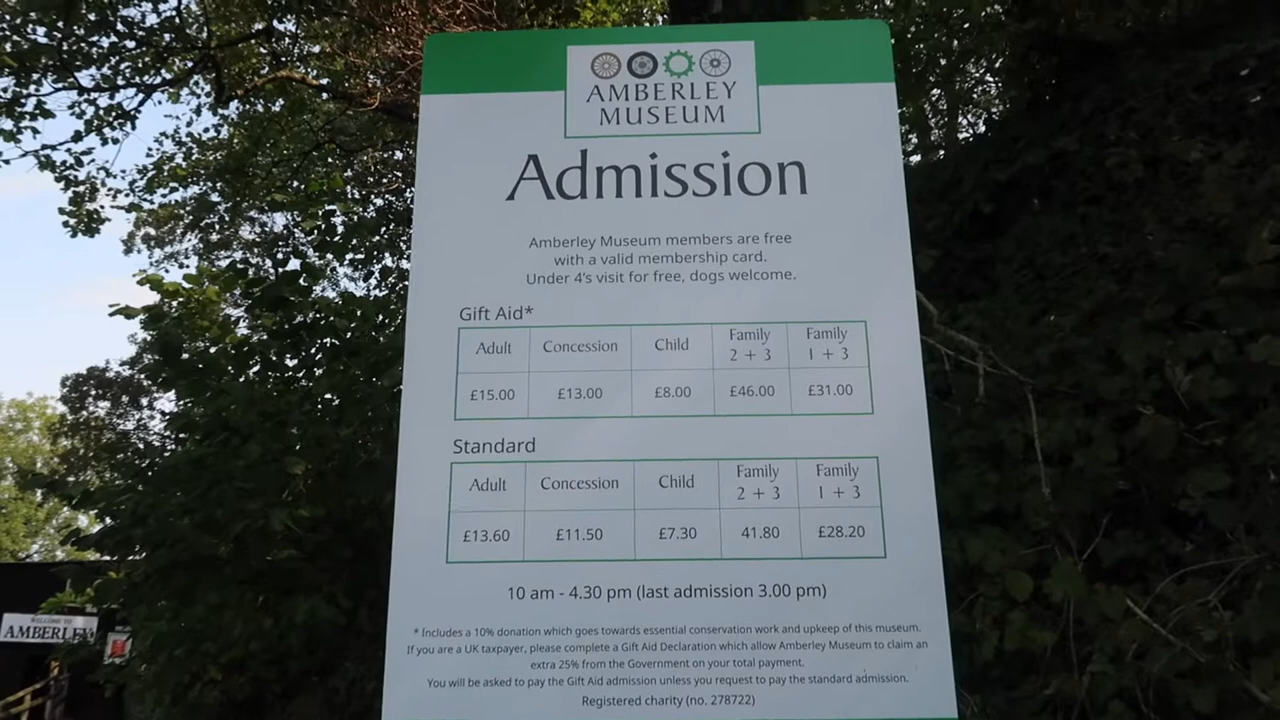 AMBERLEY
MUSEUM
Admission
Amberley Museum members are free
with a valid membership card.
Under 4's visit for free, dogs welcome.
Gift Aid*
Adult Concession Child Family 2 + 3 Family 1 + 3
£15.00 £13.00 £8.00 £46.00 £31.00
Standard
Adult Concession Child Family 2 + 3 Family 1 + 3
£13.60 £11.50 £7.30 41.80 £28.20
10 am - 4.30 pm (last admission 3.00 pm)
* Includes a 10% donation which goes towards essential conservation work and upkeep of this museum.
If you are a UK taxpayer, please complete a Gift Aid Declaration which allow Amberley Museum to claim an
extra 25% from the Government on your total payment.
You will be asked to pay the Gift Aid admission unless you request to pay the standard admission.
Registered charity (no. 278722)
WELCOME TO
AMBERLEY